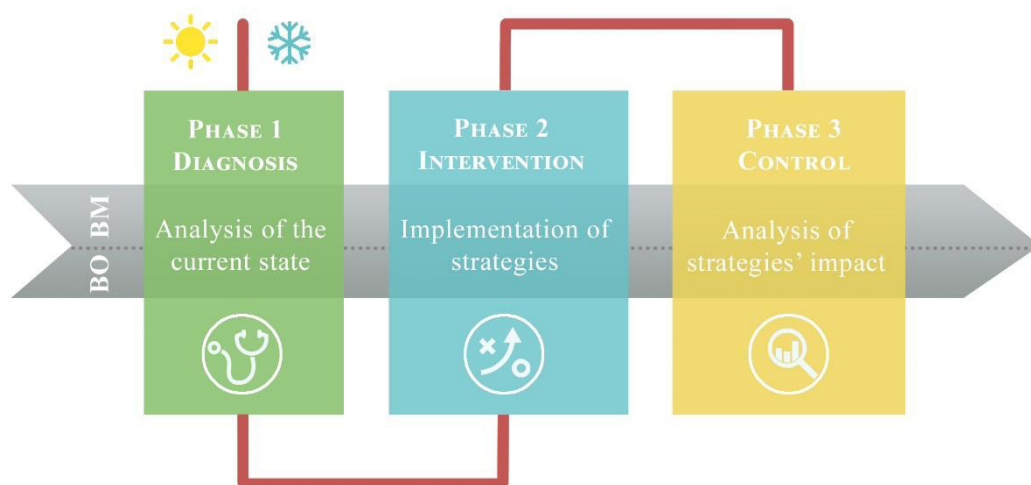 PHASE 1
DIAGNOSIS
Analysis of the
current state
PHASE 2
INTERVENTION
Implementation of
strategies
PHASE 3
CONTROL
Analysis of
strategies’ impact
BM
BO